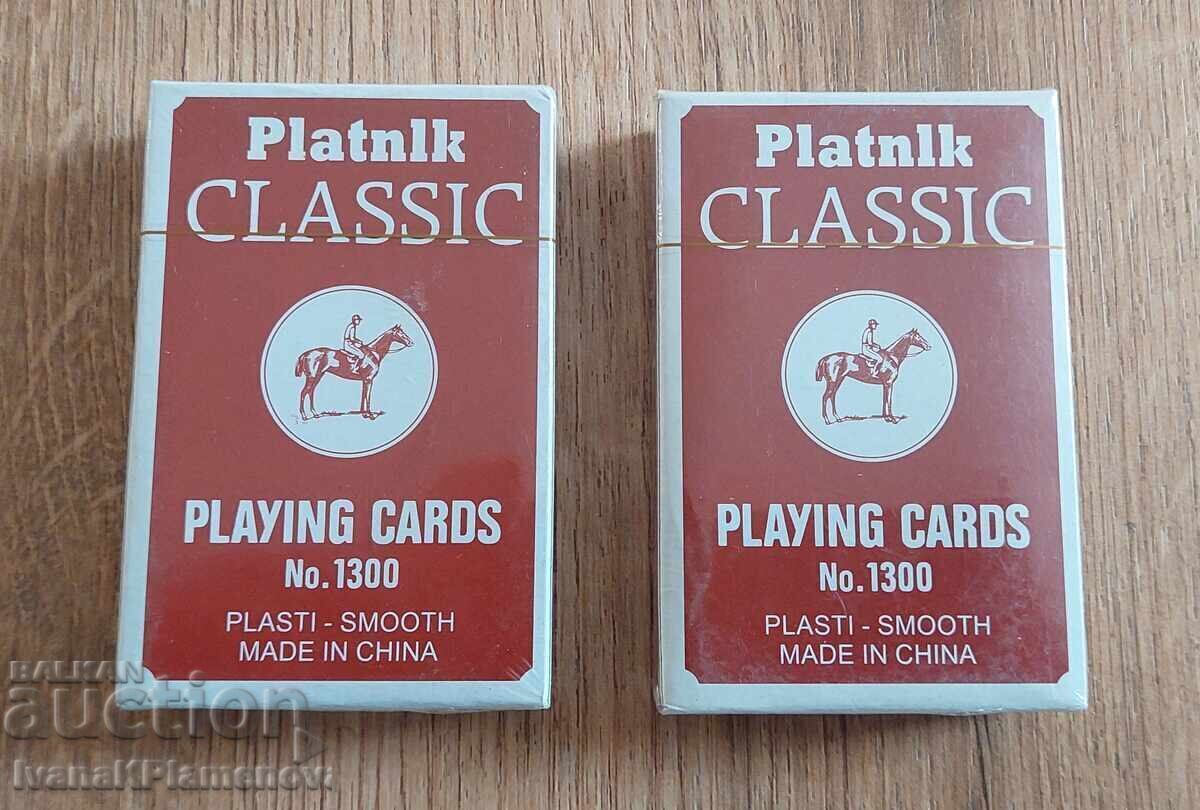 Platnlk
CLASSIC
PLAYING CARDS
No.1300
PLASTI - SMOOTH
MADE IN CHINA
Platnlk
CLASSIC
PLAYING CARDS
No.1300
PLASTI - SMOOTH
MADE IN CHINA
BALKAN
auction
IvanaKPlamenova